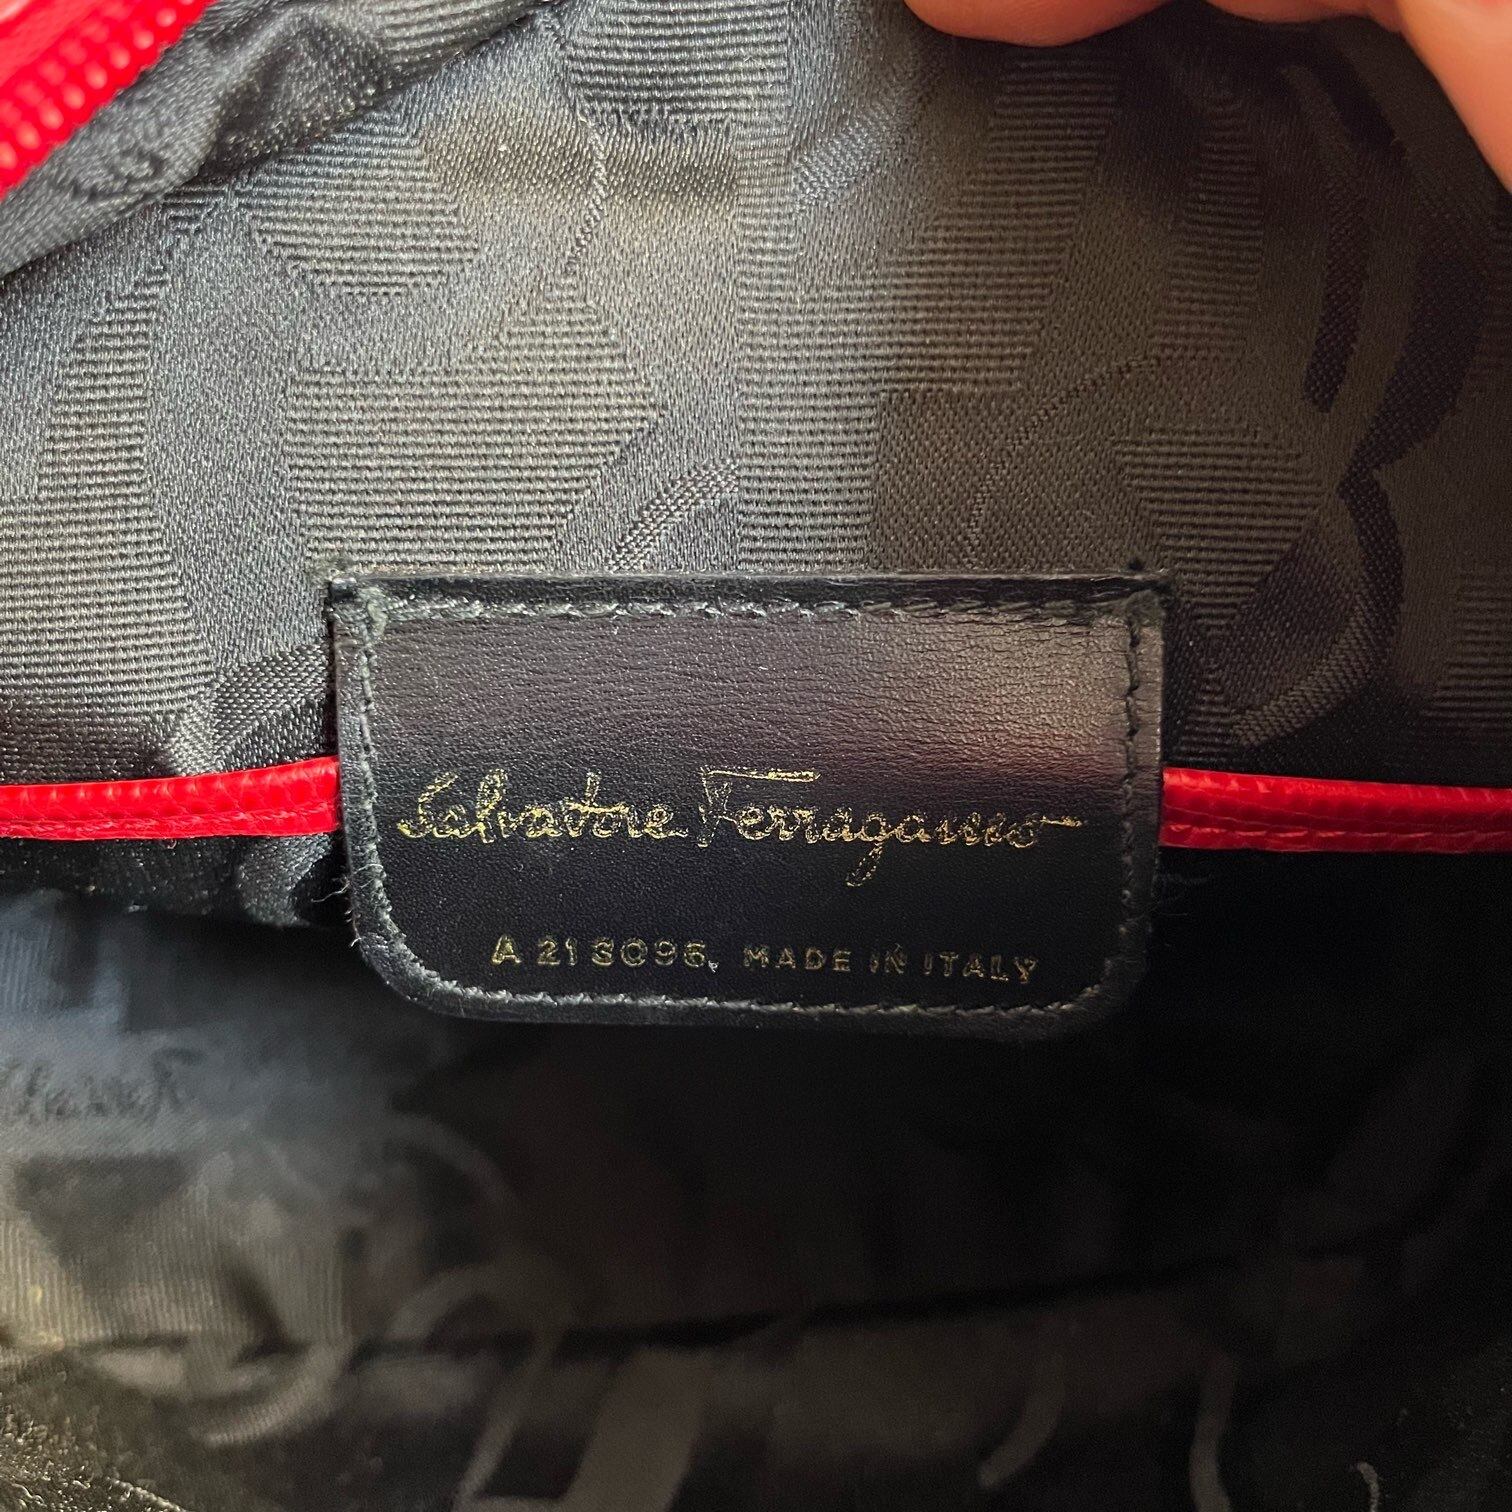 Salvatore Ferragamo
A 21 3096, MADE IN ITALY